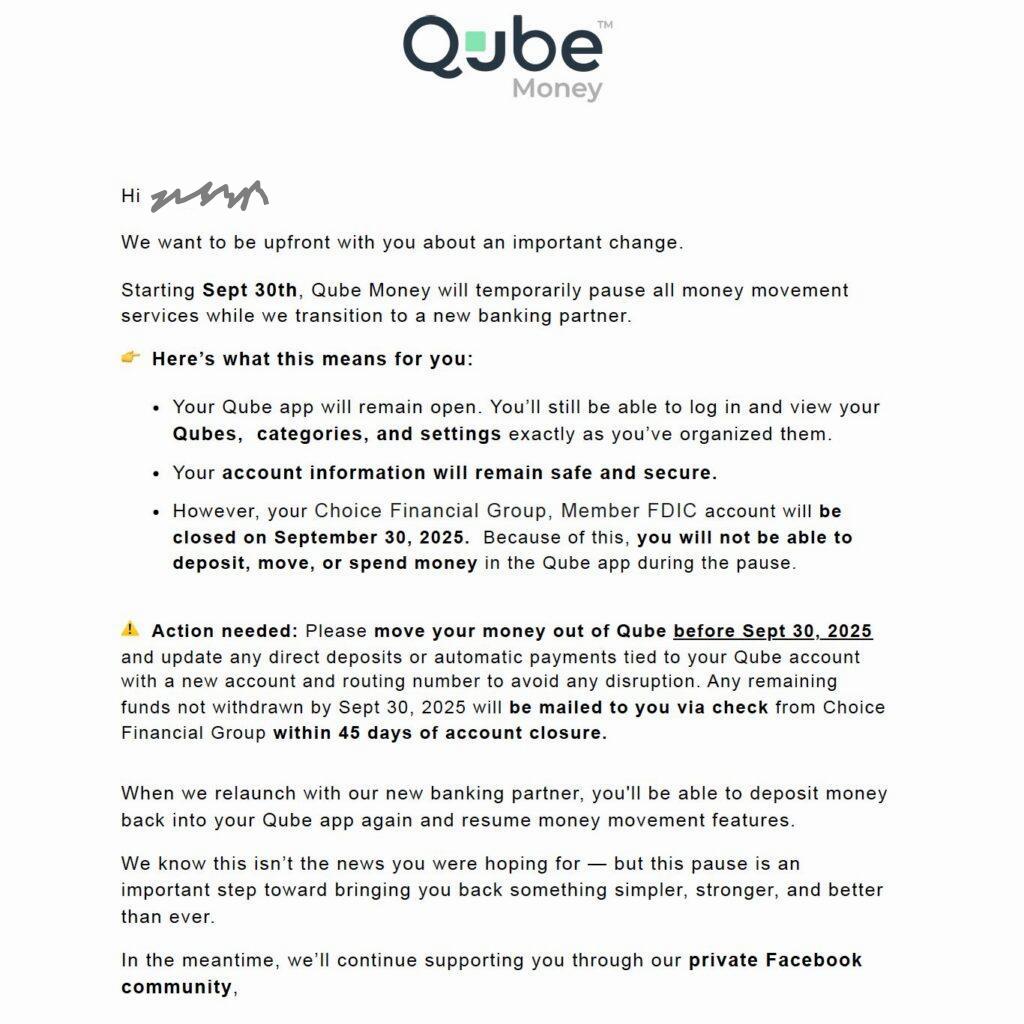 Qube™
Money
Hi
We want to be upfront with you about an important change.
Starting Sept 30th, Qube Money will temporarily pause all money movement
services while we transition to a new banking partner.
👉 Here’s what this means for you:
• Your Qube app will remain open. You’ll still be able to log in and view your
Qubes,  categories, and settings exactly as you’ve organized them.
• Your account information will remain safe and secure.
• However, your Choice Financial Group, Member FDIC account will be
closed on September 30, 2025.  Because of this, you will not be able to
deposit, move, or spend money in the Qube app during the pause.
⚠️ Action needed: Please move your money out of Qube before Sept 30, 2025
and update any direct deposits or automatic payments tied to your Qube account
with a new account and routing number to avoid any disruption. Any remaining
funds not withdrawn by Sept 30, 2025 will be mailed to you via check from Choice
Financial Group within 45 days of account closure.
When we relaunch with our new banking partner, you'll be able to deposit money
back into your Qube app again and resume money movement features.
We know this isn’t the news you were hoping for — but this pause is an
important step toward bringing you back something simpler, stronger, and better
than ever.
In the meantime, we’ll continue supporting you through our private Facebook
community,